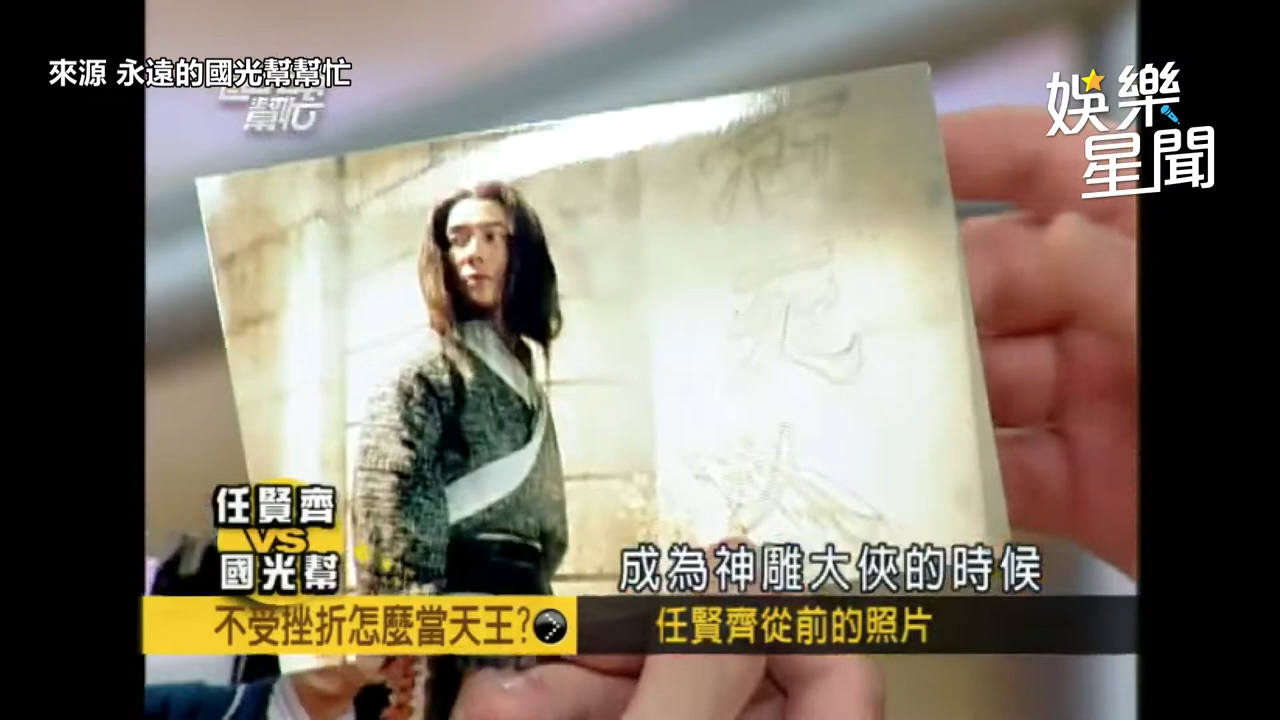 來源 永遠的國光幫幫忙
幫忙
娛樂
星聞
任賢齊
VS
國光幫
成為神雕大俠的時候
不受挫折怎麼當天王?
任賢齊從前的照片